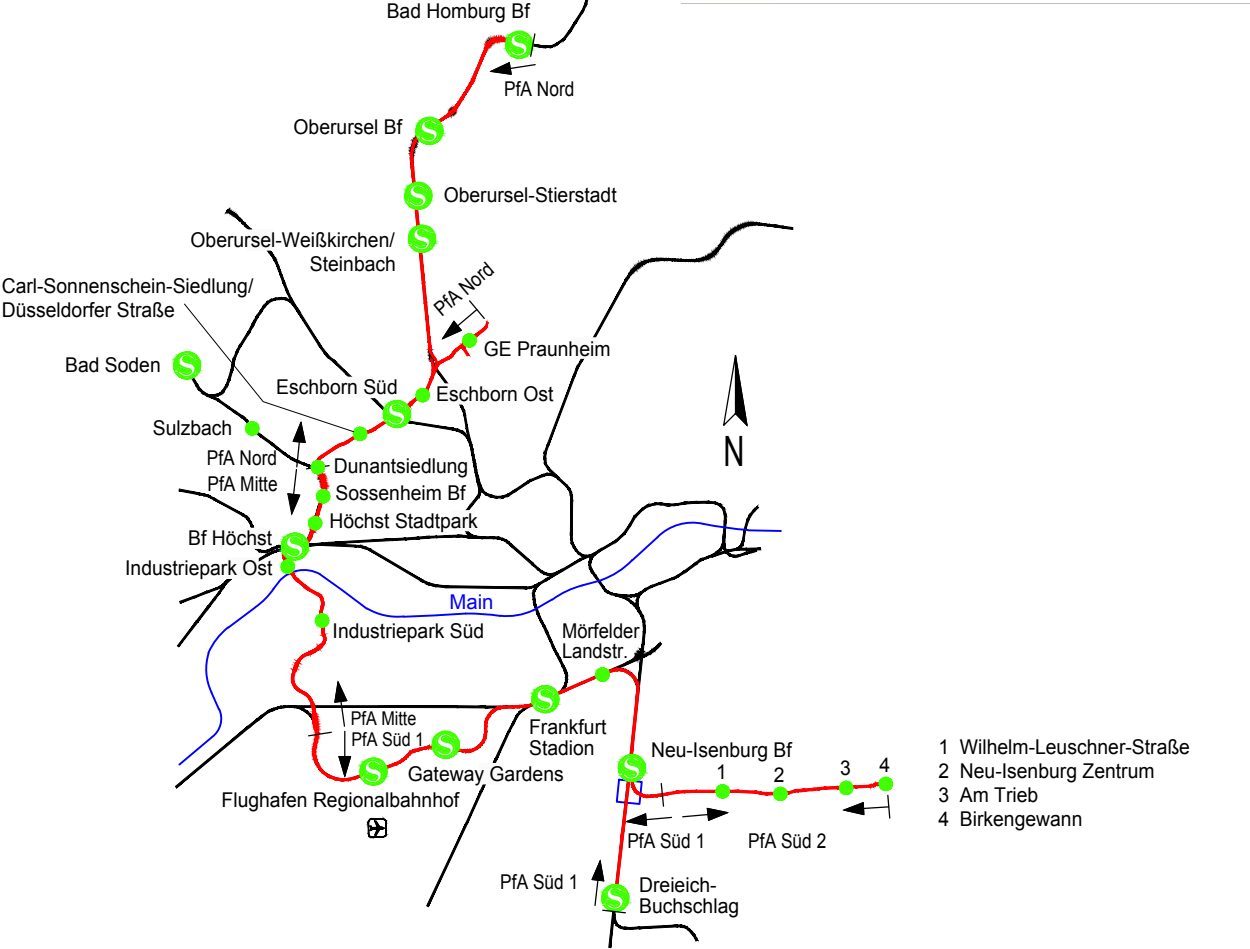 Bad Homburg Bf
PfA Nord
Oberursel Bf
Oberursel-Stierstadt
Oberursel-Weißkirchen/
Steinbach
Carl-Sonnenschein-Siedlung/
Düsseldorfer Straße
PfA Nord
GE Praunheim
Bad Soden
Eschborn Süd
Eschborn Ost
Sulzbach
PfA Nord
PfA Mitte
Dunantsiedlung
N
Sossenheim Bf
Höchst Stadtpark
Bf Höchst
Industriepark Ost
Main
Industriepark Süd
Mörfelder
Landstr.
PfA Mitte
PfA Süd 1
Frankfurt
Stadion
Gateway Gardens
Flughafen Regionalbahnhof
Neu-Isenburg Bf
1
2
3
4
1 Wilhelm-Leuschner-Straße
2 Neu-Isenburg Zentrum
3 Am Trieb
4 Birkengewann
PfA Süd 1
PfA Süd 2
PfA Süd 1
Dreieich-
Buchschlag